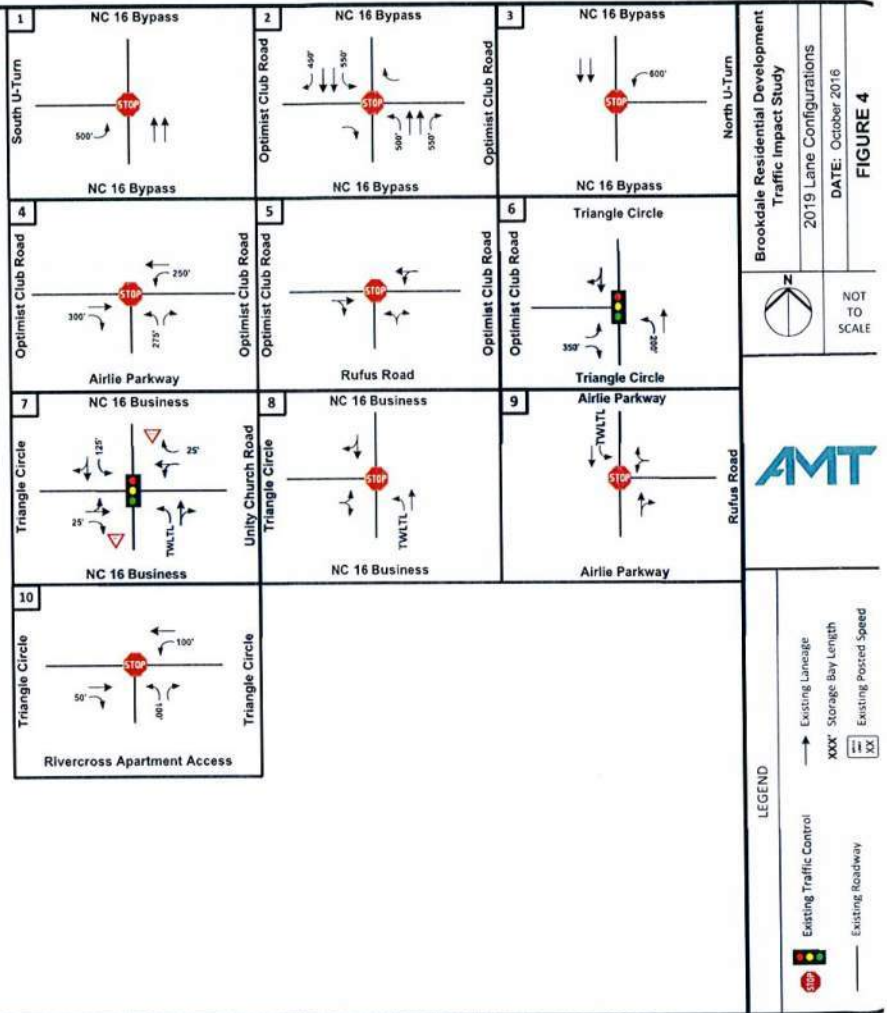 1
NC 16 Bypass
South U-Turn
STOP
500'
NC 16 Bypass
2
NC 16 Bypass
Optimist Club Road
450'
550'
STOP
500'
550'
Optimist Club Road
NC 16 Bypass
3
NC 16 Bypass
600'
STOP
North U-Turn
NC 16 Bypass
4
Optimist Club Road
250'
STOP
300'
275'
Optimist Club Road
Airlie Parkway
5
Optimist Club Road
STOP
Optimist Club Road
Rufus Road
6
Triangle Circle
Optimist Club Road
350'
200'
Triangle Circle
7
NC 16 Business
Triangle Circle
125'
25'
25'
TWLTL
Unity Church Road
NC 16 Business
8
NC 16 Business
Triangle Circle
STOP
TWLTL
NC 16 Business
9
Airlie Parkway
TWLTL
STOP
Rufus Road
Airlie Parkway
10
Triangle Circle
100'
STOP
50'
100'
Triangle Circle
Rivercross Apartment Access
Brookdale Residential Development
Traffic Impact Study
2019 Lane Configurations
DATE: October 2016
FIGURE 4
N
NOT
TO
SCALE
AMT
LEGEND
STOP
Existing Traffic Control
Existing Roadway
Existing Laneage
XXX' Storage Bay Length
XX
Existing Posted Speed